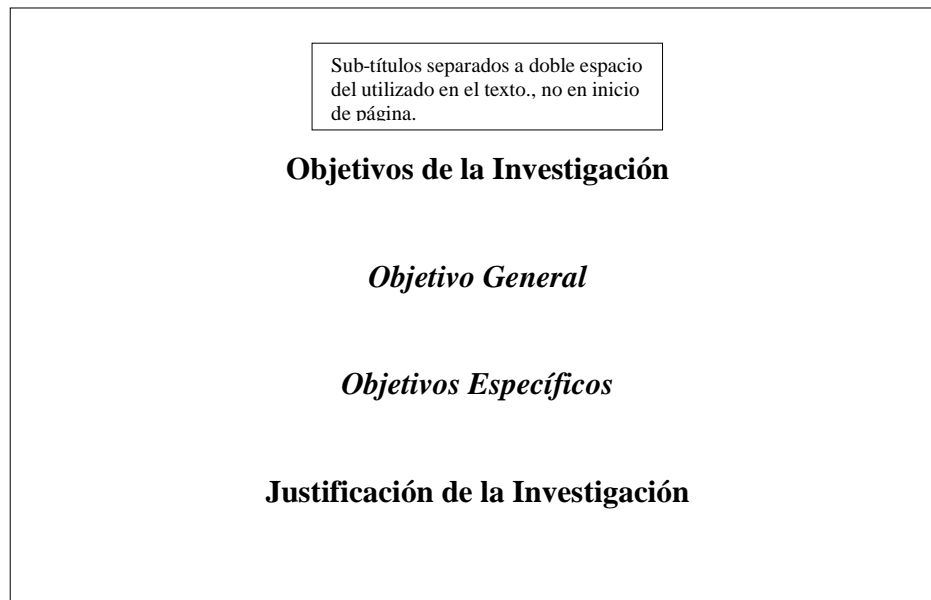 Sub-títulos separados a doble espacio
del utilizado en el texto., no en inicio
de página.
Objetivos de la Investigación
Objetivo General
Objetivos Específicos
Justificación de la Investigación